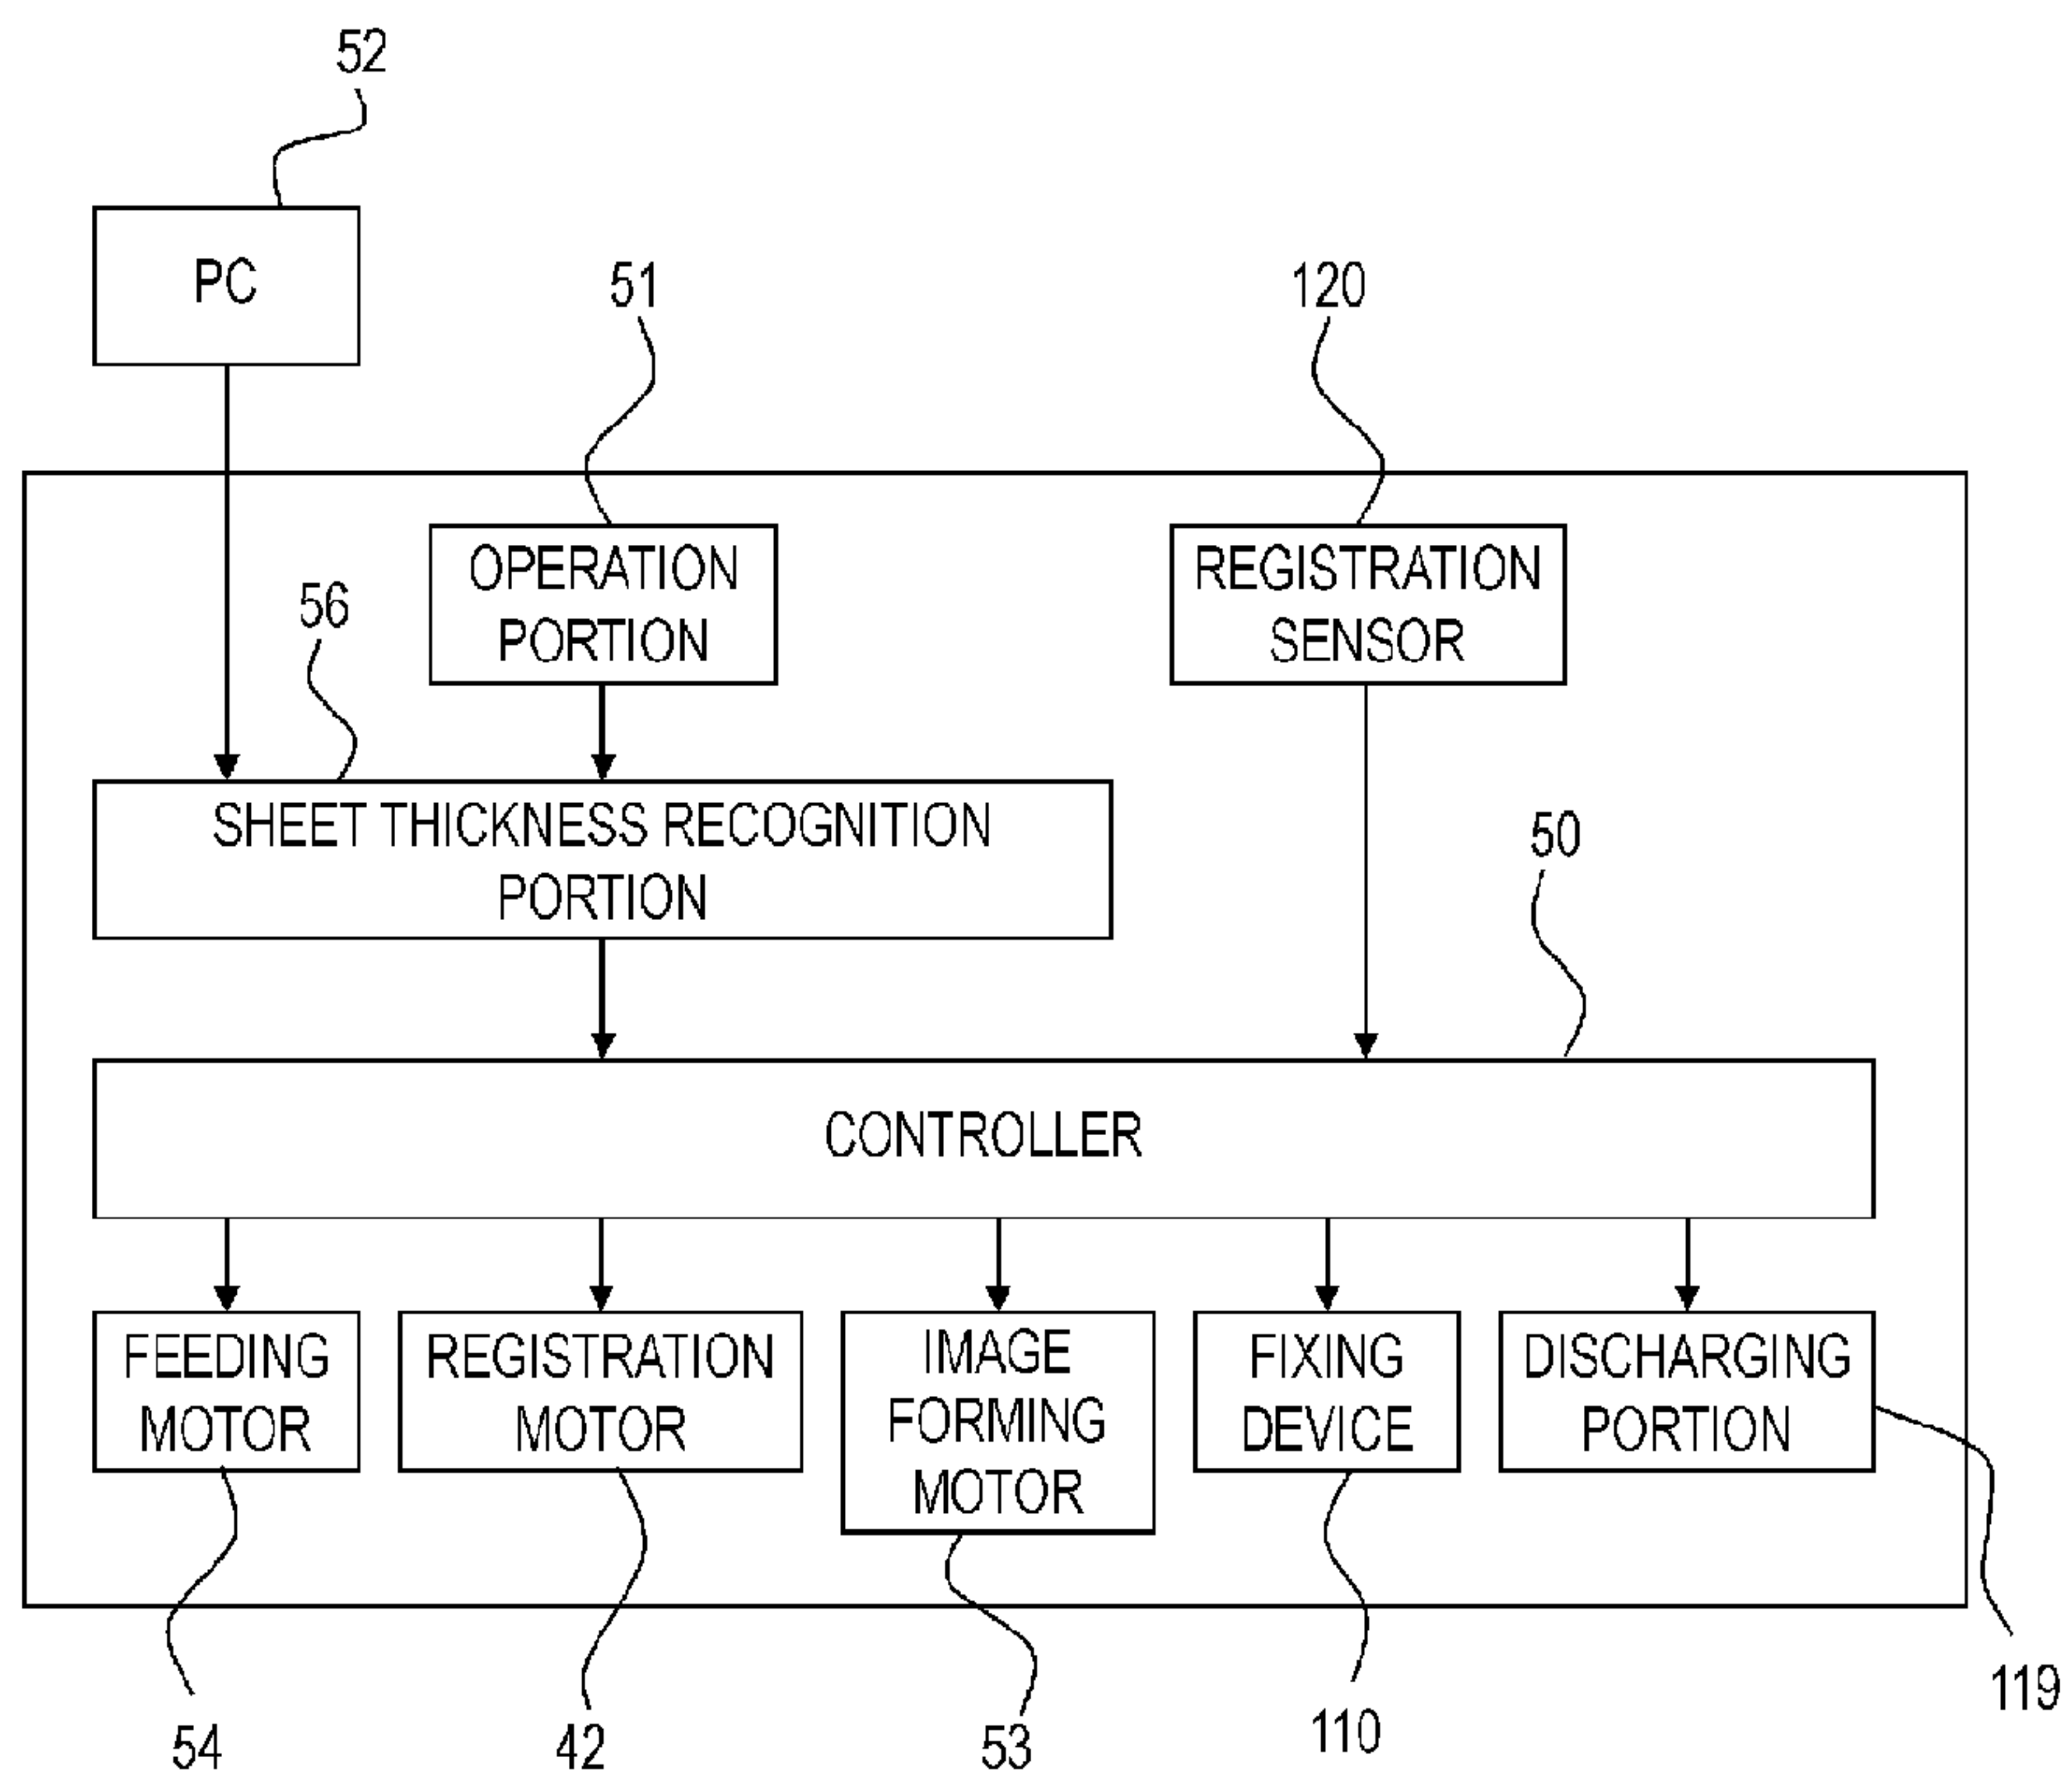 52
PC
51
120
OPERATION
PORTION
REGISTRATION
SENSOR
56
SHEET THICKNESS RECOGNITION
PORTION
50
CONTROLLER
FEEDING
MOTOR
REGISTRATION
MOTOR
IMAGE
FORMING
MOTOR
FIXING
DEVICE
DISCHARGING
PORTION
54
42
53
110
119